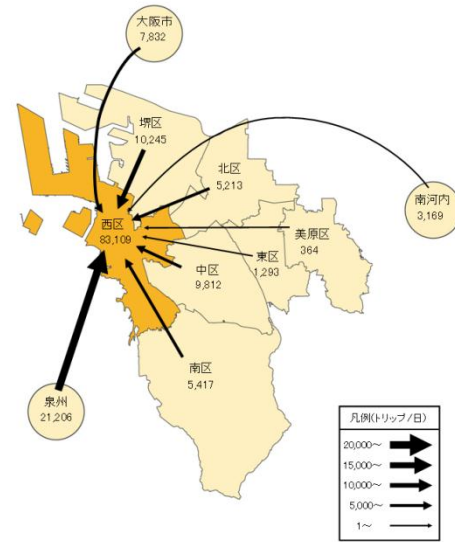 大阪市
7,832
堺区
10,245
北区
5,213
南河内
3,169
西区
83,109
美原区
364
東区
1,293
中区
9,812
南区
5,417
泉州
21,206
凡例(トリップ/日)
20,000～
15,000～
10,000～
5,000～
1～